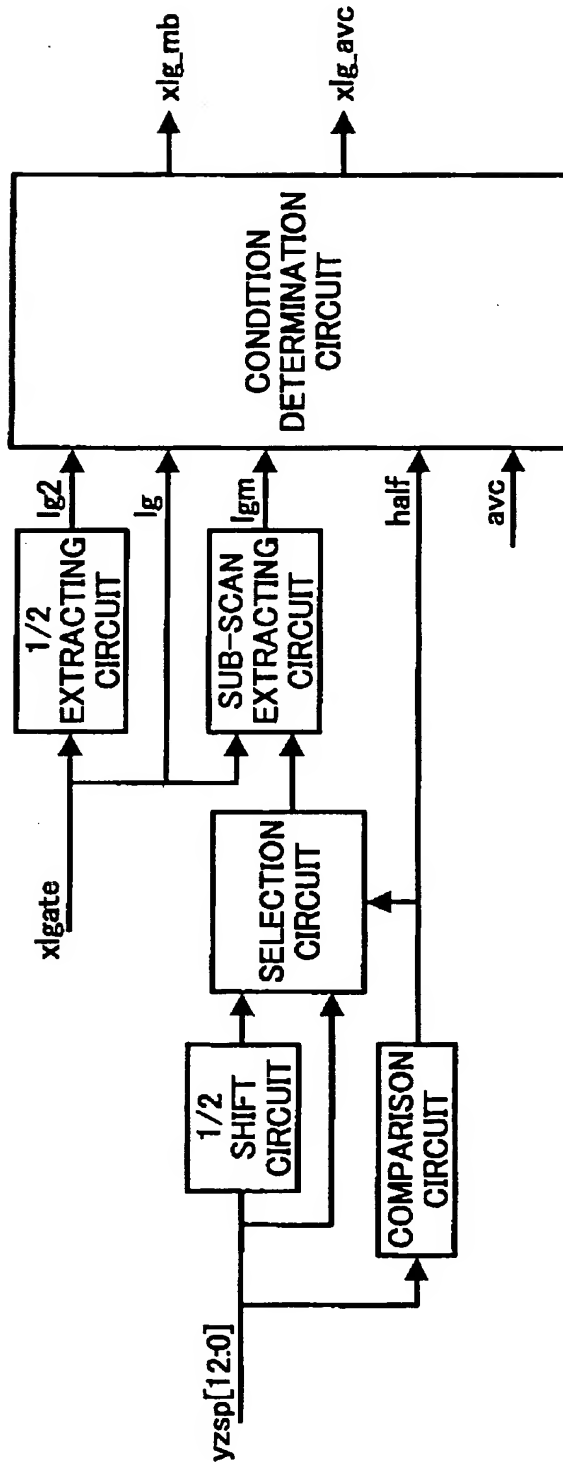 yzsp[12:0]
1/2
SHIFT
CIRCUIT
COMPARISON
CIRCUIT
SELECTION
CIRCUIT
xlgate
1/2
EXTRACTING
CIRCUIT
SUB-SCAN
EXTRACTING
CIRCUIT
lg2
lg
lgm
half
avc
CONDITION
DETERMINATION
CIRCUIT
xlg_mb
xlg_avc